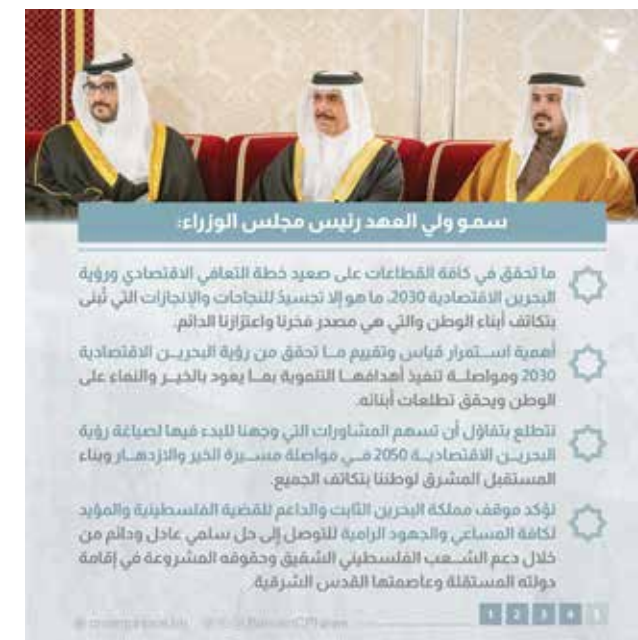 سمو ولي العهد رئيس مجلس الوزراء:
ما تحقق في كافة القطاعات على صعيد خطة التعافي الاقتصادي ورؤية
البحرين الاقتصادية 2030، ما هو إلا تجسيدٌ للنجاحات والإنجازات التي تُبنى
بتكاتف أبناء الوطن والتي هي مصدر فخرنا واعتزازنا الدائم.
أهمية استمرار قياس وتقييم ما تحقق من رؤية البحرين الاقتصادية
2030 ومواصلة تنفيذ أهدافها التنموية بما يعود بالخير والنماء على
الوطن ويحقق تطلعات أبنائه.
نتطلع بتفاؤل أن تسهم المشاورات التي وجهنا للبدء فيها لصياغة رؤية
البحرين الاقتصادية 2050 في مواصلة مسيرة الخير والازدهار وبناء
المستقبل المشرق لوطننا بتكاتف الجميع.
نؤكد موقف مملكة البحرين الثابت والداعم للقضية الفلسطينية والمؤيد
لكافة المساعي والجهود الرامية للتوصل إلى حل سلمي عادل ودائم من
خلال دعم الشعب الفلسطيني الشقيق وحقوقه المشروعة في إقامة
دولته المستقلة وعاصمتها القدس الشرقية.
1 2 3 4 5